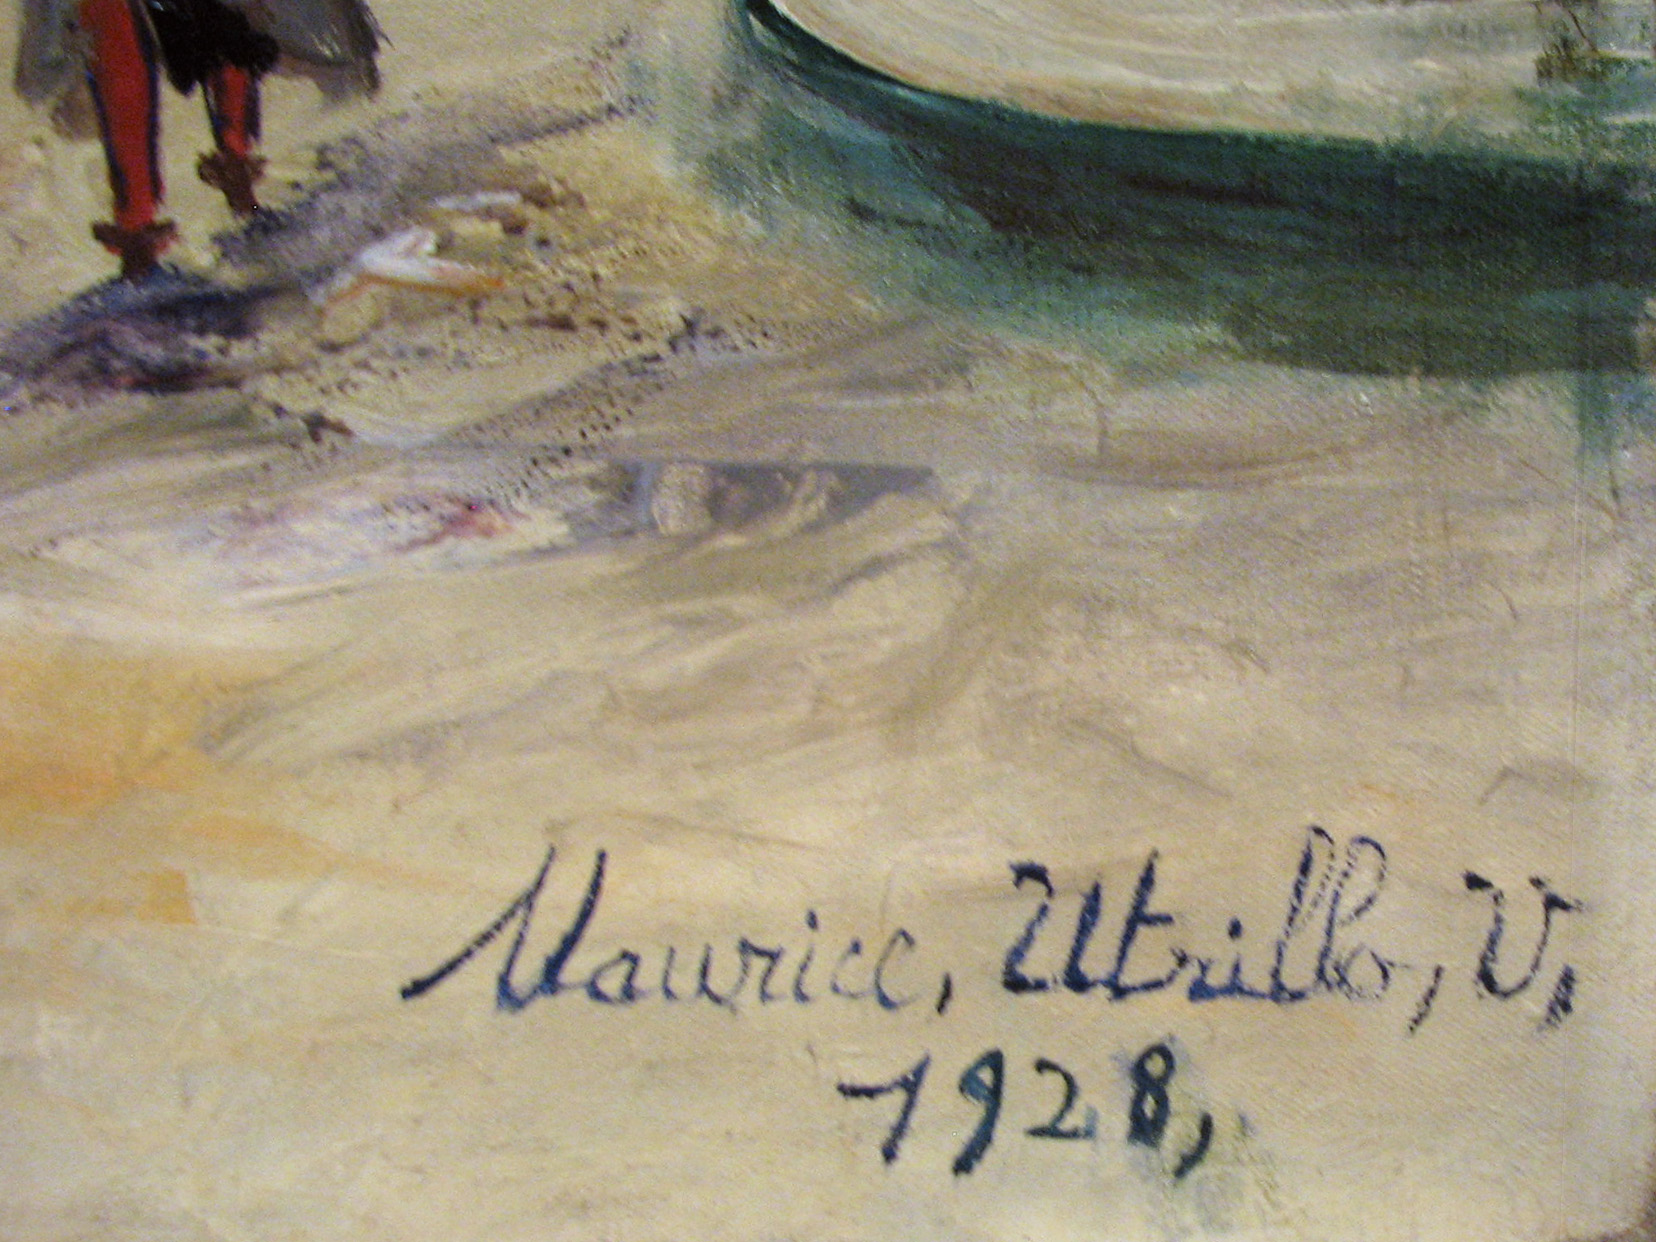 Maurice, Utrillo, V,
1928,